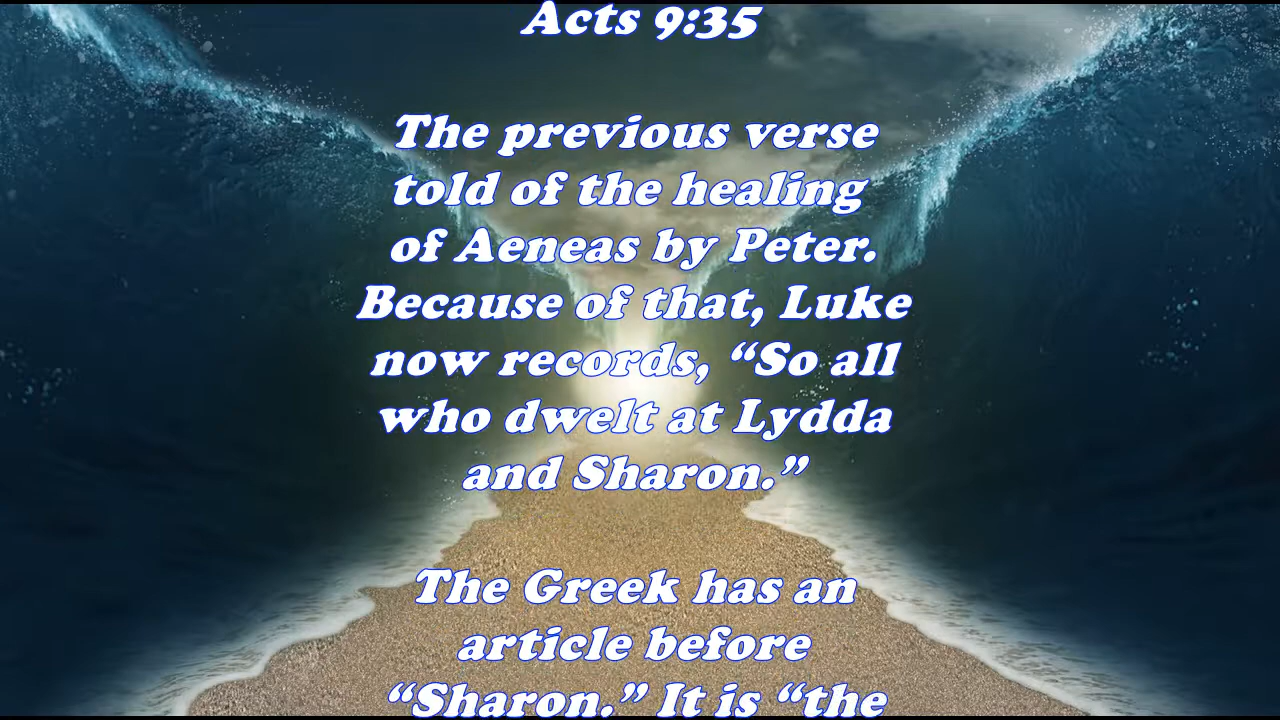 Acts 9:35
The previous verse
told of the healing
of Aeneas by Peter.
Because of that, Luke
now records, “So all
who dwelt at Lydda
and Sharon.”
The Greek has an
article before
“Sharon.” It is “the